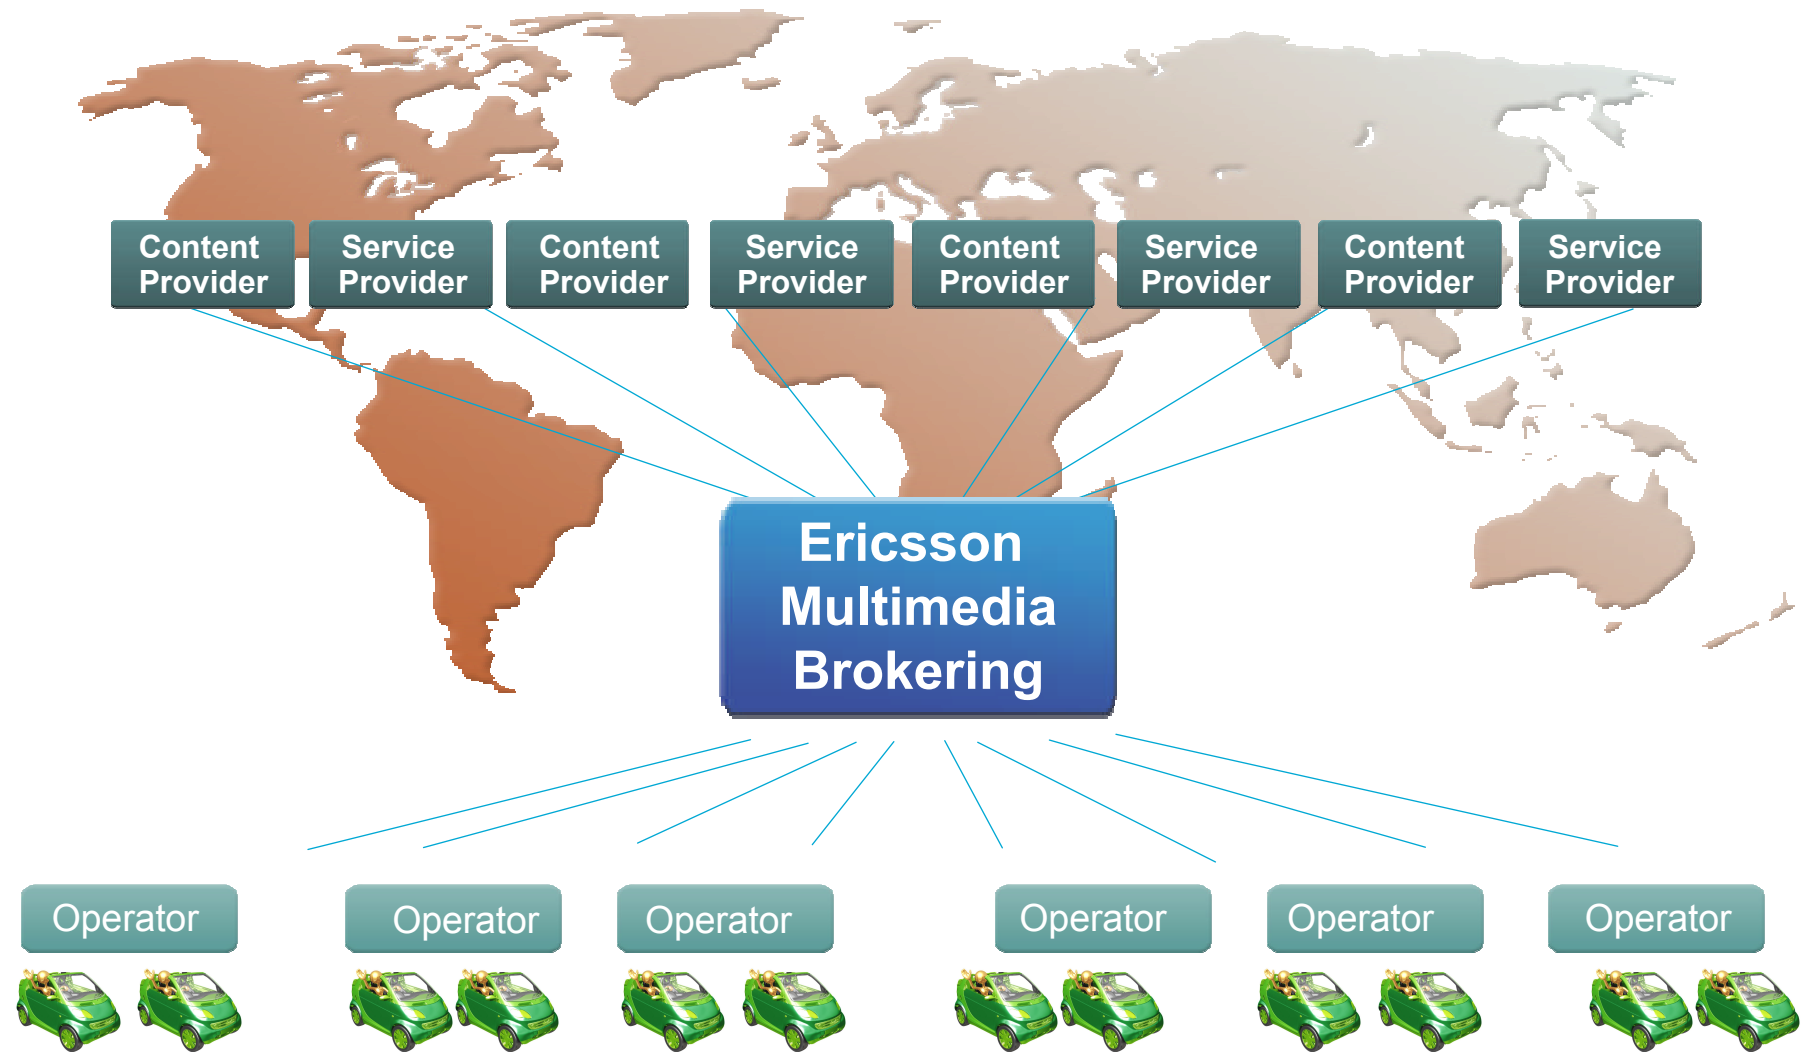 Content
Provider
Service
Provider
Content
Provider
Service
Provider
Content
Provider
Service
Provider
Content
Provider
Service
Provider
Ericsson
Multimedia
Brokering
Operator
Operator
Operator
Operator
Operator
Operator